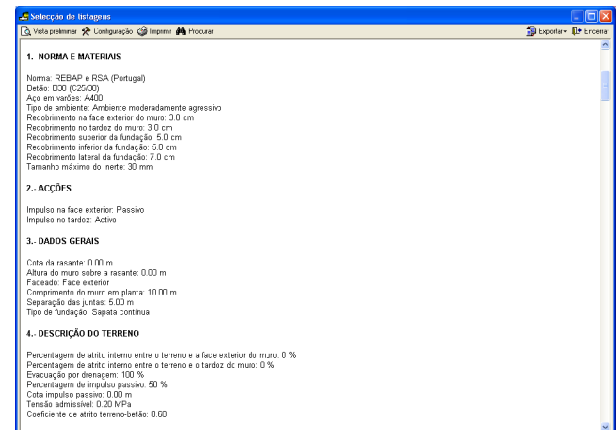 Selecção de listagens
Vista preliminar Configuração Imprimir Procurar Exportar Encerrar
1. NORMA E MATERIAIS
Norma: REBAP e RSA (Portugal)
Aço em varões: A400
Tipo de ambiente: Ambiente moderadamente agressivo
Recobrimento na face exterior do muro: 3.0 cm
Recobrimento no tardoz do muro: 3.0 cm
Recobrimento superior da fundação: 5.0 cm
Recobrimento inferior da fundação: 5.0 cm
Recobrimento lateral da fundação: 7.0 cm
Tamanho máximo do inerte: 30 mm
2.- ACÇÕES
Impulso na face exterior: Passivo
Impulso no tardoz: Activo
3.- DADOS GERAIS
Cota da rasante: 0.00 m
Altura do muro sobre a rasante: 0.00 m
Faceado: Face exterior
Comprimento do muro em planta: 10.00 m
Separação das juntas: 5.00 m
Tipo de fundação: Sapata contínua
4.- DESCRIÇÃO DO TERRENO
Percentagem de atrito interno entre o terreno e a face exterior do muro: 0 %
Percentagem de atrito interno entre o terreno e o tardoz do muro: 0 %
Evacuação por drenagem: 100 %
Percentagem de impulso passivo: 50 %
Cota impulso passivo: 0.00 m
Tensão admissível: 0.20 MPa
Coeficiente de atrito terreno-betão: 0.60